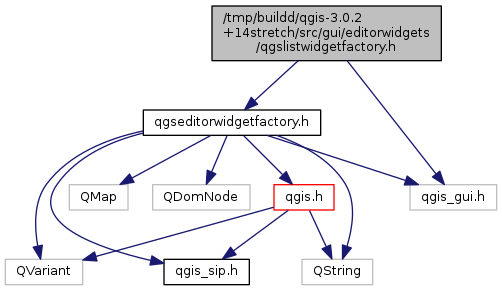 /tmp/buildd/qgis-3.0.2
+14stretch/src/gui/editorwidgets
/qgslistwidgetfactory.h
qgseditorwidgetfactory.h
QMap
QDomNode
qgis.h
qgis_gui.h
QVariant
qgis_sip.h
QString